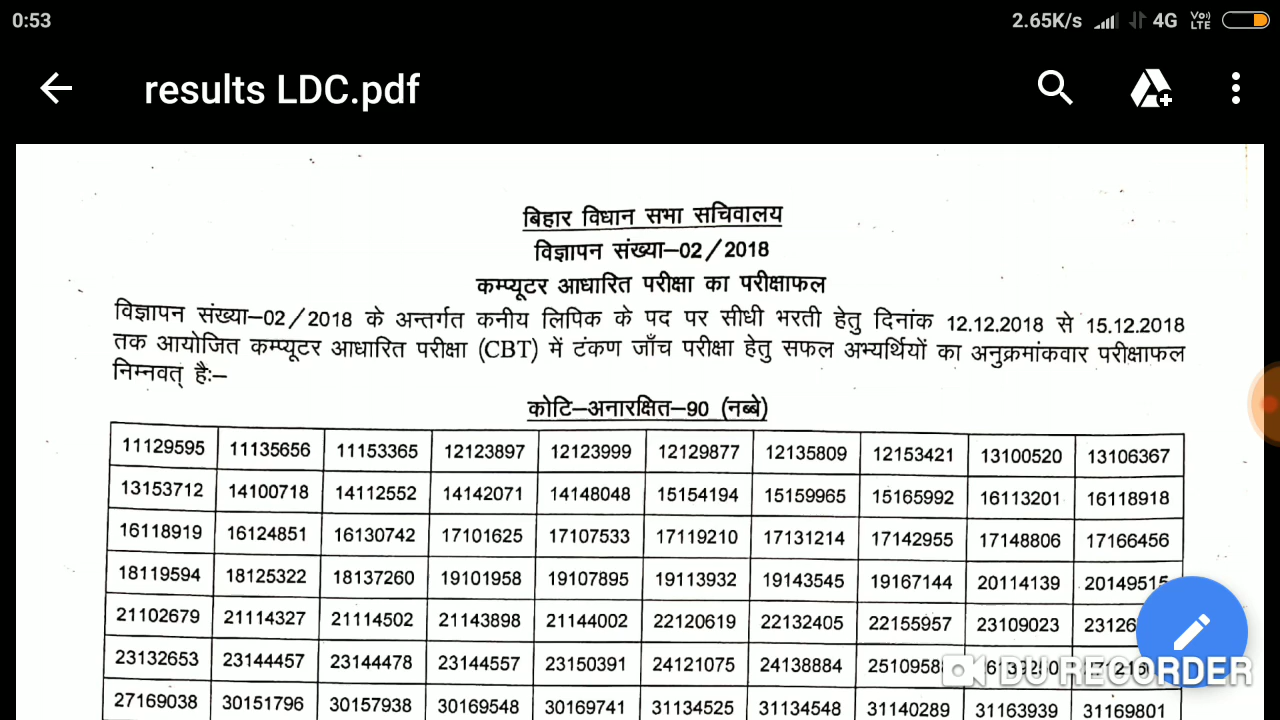 0:53 2.65K/s 4G Vo) LTE
results LDC.pdf
बिहार विधान सभा सचिवालय
विज्ञापन संख्या–02/2018
कम्प्यूटर आधारित परीक्षा का परीक्षाफल
विज्ञापन संख्या–02/2018 के अन्तर्गत कनीय लिपिक के पद पर सीधी भरती हेतु दिनांक 12.12.2018 से 15.12.2018
तक आयोजित कम्प्यूटर आधारित परीक्षा (CBT) में टंकण जाँच परीक्षा हेतु सफल अभ्यर्थियों का अनुक्रमांकवार परीक्षाफल
निम्नवत् है:–
कोटि–अनारक्षित–90 (नब्बे)
11129595 11135656 11153365 12123897 12123999 12129877 12135809 12153421 13100520 13106367
13153712 14100718 14112552 14142071 14148048 15154194 15159965 15165992 16113201 16118918
16118919 16124851 16130742 17101625 17107533 17119210 17131214 17142955 17148806 17166456
18119594 18125322 18137260 19101958 19107895 19113932 19143545 19167144 20114139 20149515
21102679 21114327 21114502 21143898 21144002 22120619 22132405 22155957 23109023
23132653 23144457 23144478 23144557 23150391 24121075 24138884
27169038 30151796 30157938 30169548 30169741 31134525 31134548 31140289 31163939 31169801
DU RECORDER